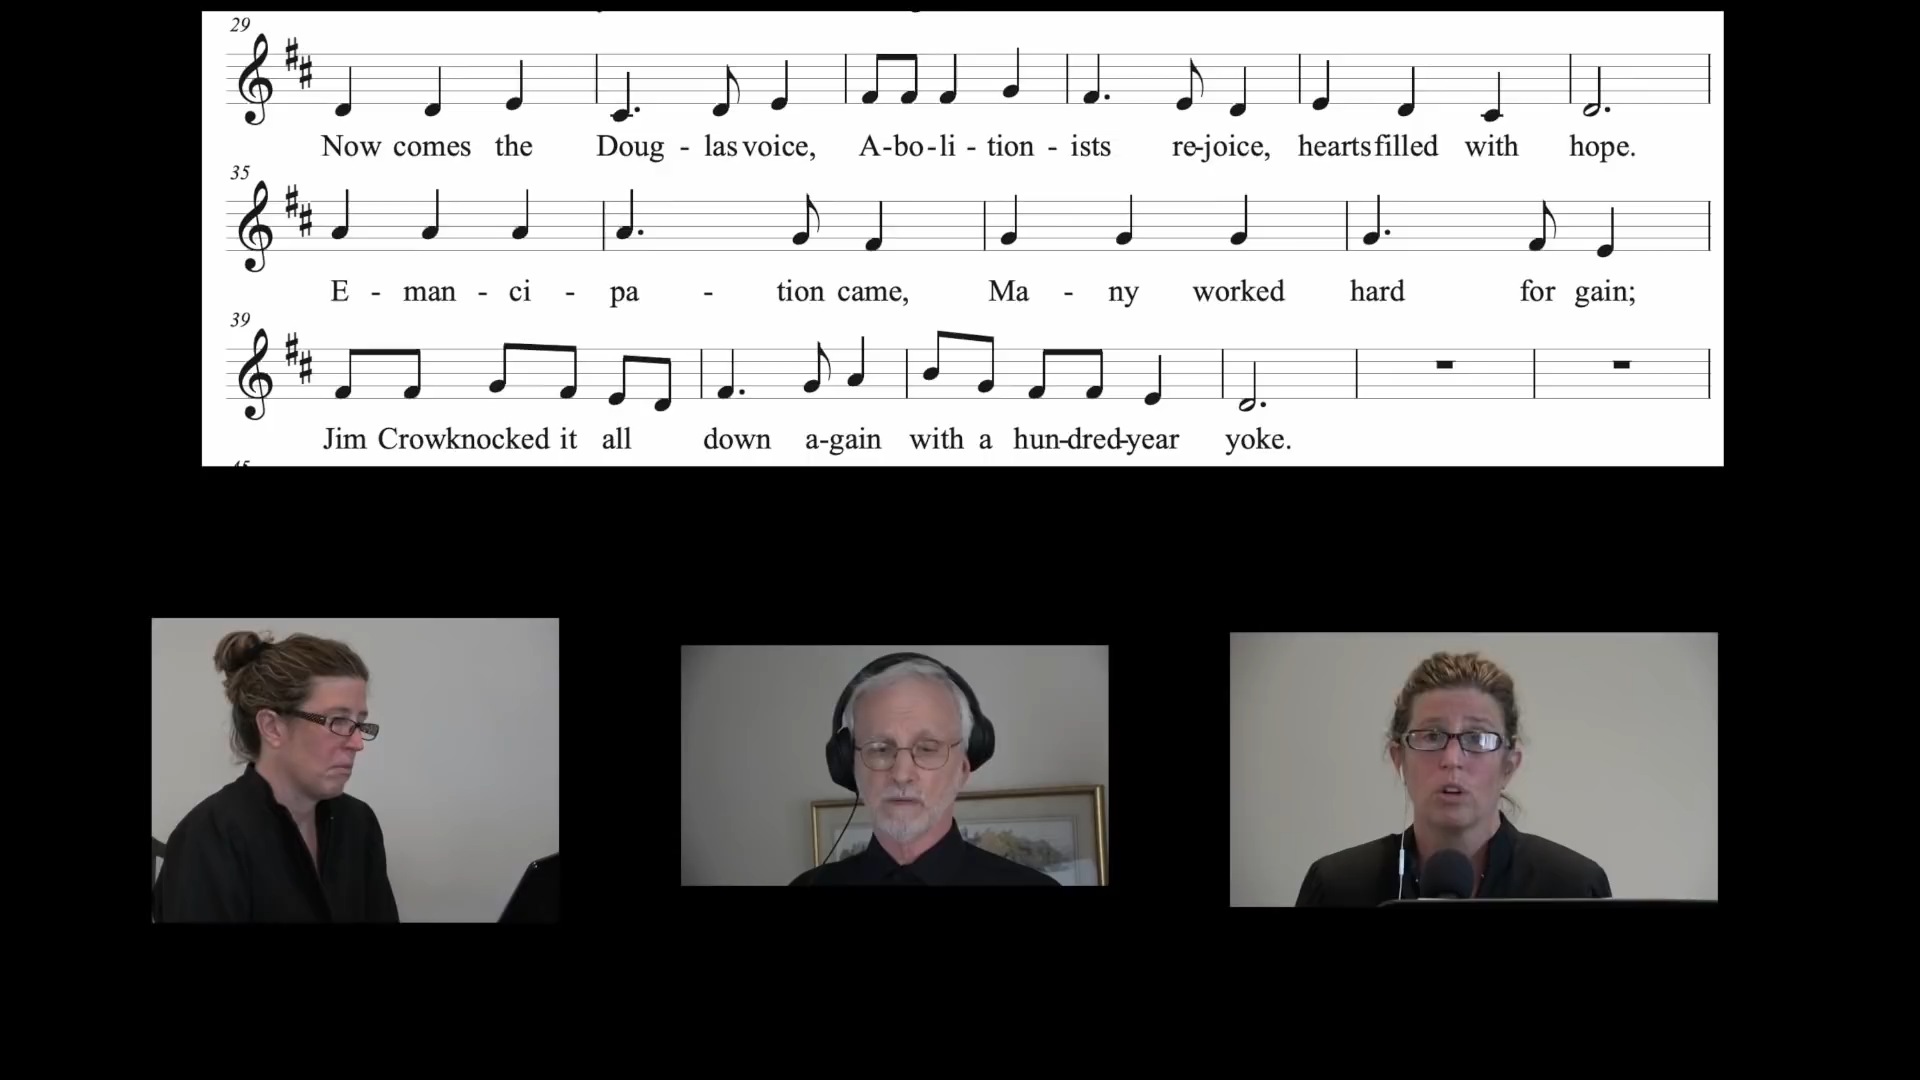 29
Now comes the Doug - las voice, A-bo-li - tion - ists re-joice, hearts filled with hope.
35
E - man - ci - pa - tion came, Ma - ny worked hard for gain;
39
Jim Crow knocked it all down a-gain with a hun-dred-year yoke.